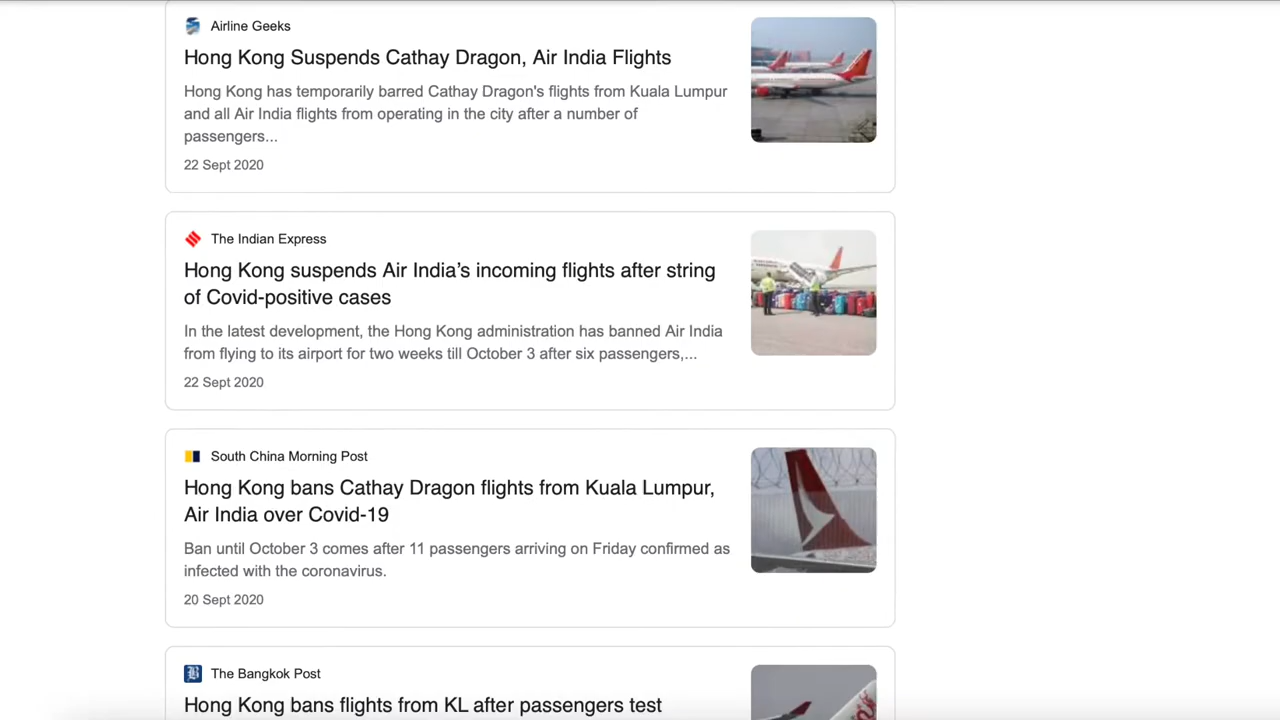 Airline Geeks
Hong Kong Suspends Cathay Dragon, Air India Flights
Hong Kong has temporarily barred Cathay Dragon's flights from Kuala Lumpur
and all Air India flights from operating in the city after a number of
passengers...
22 Sept 2020
The Indian Express
Hong Kong suspends Air India’s incoming flights after string
of Covid-positive cases
In the latest development, the Hong Kong administration has banned Air India
from flying to its airport for two weeks till October 3 after six passengers,...
22 Sept 2020
South China Morning Post
Hong Kong bans Cathay Dragon flights from Kuala Lumpur,
Air India over Covid-19
Ban until October 3 comes after 11 passengers arriving on Friday confirmed as
infected with the coronavirus.
20 Sept 2020
The Bangkok Post
Hong Kong bans flights from KL after passengers test